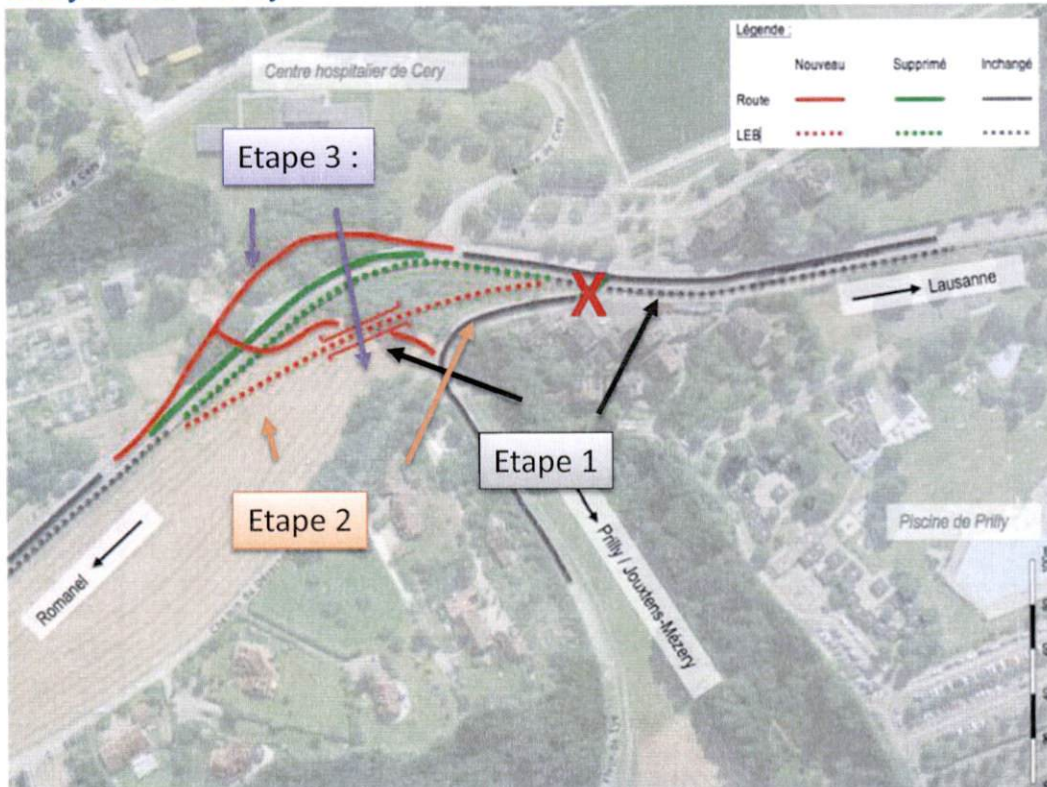 Légende :
Nouveau Supprimé Inchangé
Route
LEB
Centre hospitalier de Cery
Etape 3 :
X
Lausanne
Etape 1
Etape 2
Romanel
Prilly / Jouxtens-Mézery
Piscine de Prilly